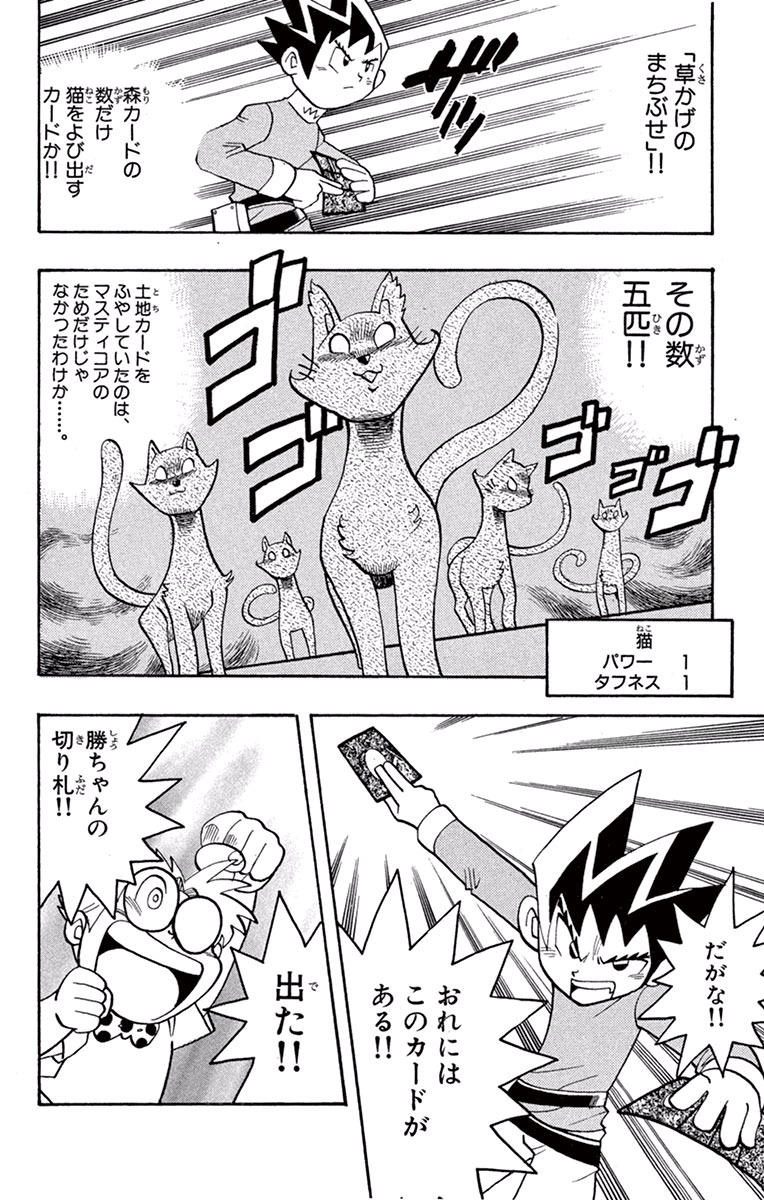 「草かげの
まちぶせ」!!
ザッ
森カードの
数だけ
猫をよび出す
カードか!!
その数
五匹!!
ゴゴゴゴゴ
土地カードを
ふやしていたのは、
マスティコアの
ためだけじゃ
なかったわけか……。
猫
パワー 1
タフネス 1
だがな!!
おれには
このカードが
ある!!
出た!!
勝ちゃんの
切り札!!